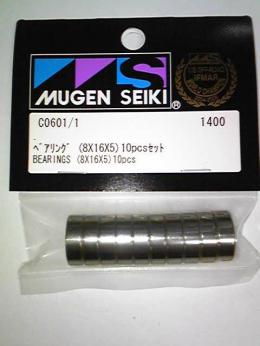 MUGEN SEIKI®
IFMAR
C0601/1 1400
ﾍﾞｱﾘﾝｸﾞ (8X16X5)10pcsｾｯﾄ
BEARINGS (8X16X5)10pcs